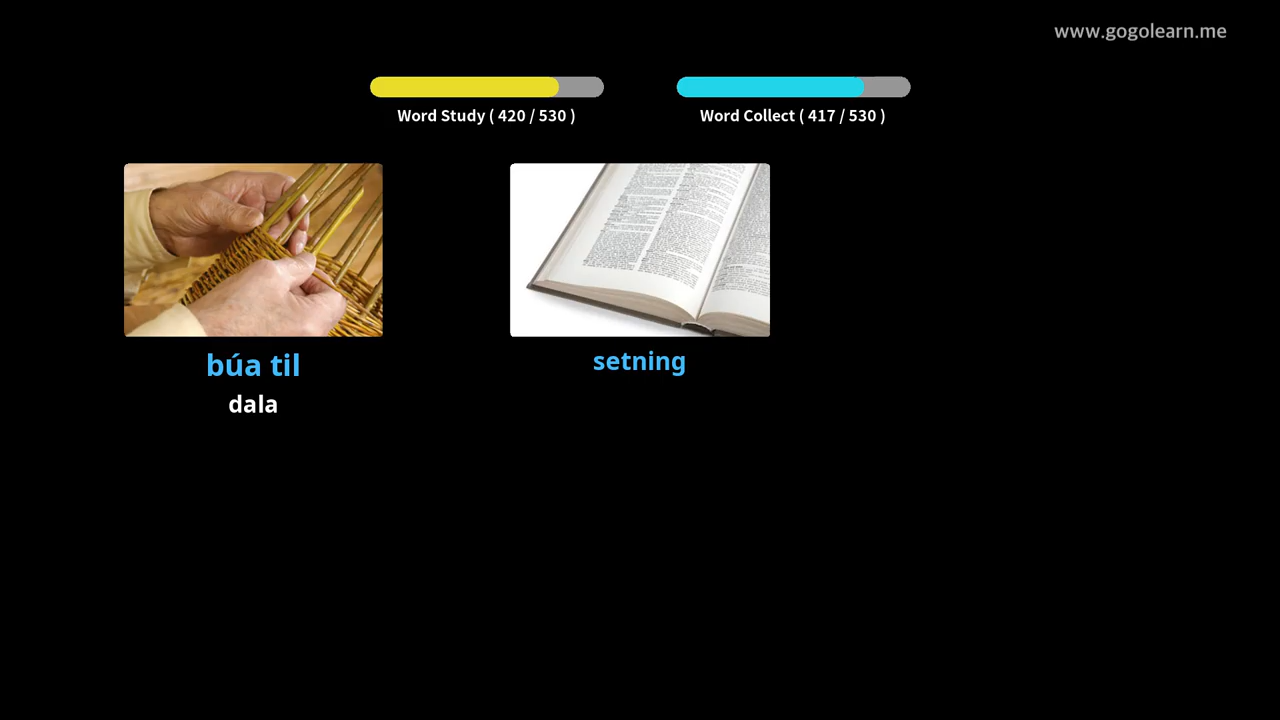 www.gogolearn.me
Word Study ( 420 / 530 )
Word Collect ( 417 / 530 )
búa til
dala
setning